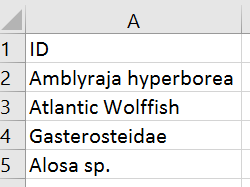 A
1 ID
2 Amblyraja hyperborea
3 Atlantic Wolffish
4 Gasterosteidae
5 Alosa sp.